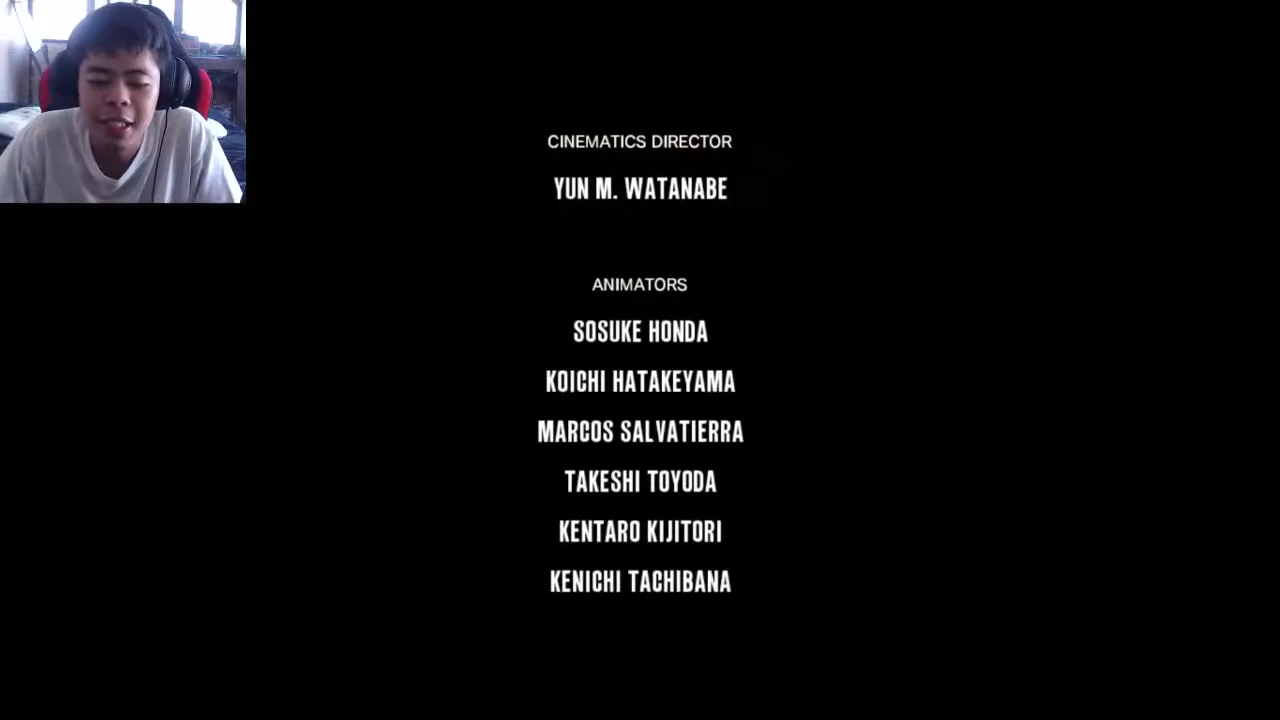 CINEMATICS DIRECTOR
YUN M. WATANABE
ANIMATORS
SOSUKE HONDA
KOICHI HATAKEYAMA
MARCOS SALVATIERRA
TAKESHI TOYODA
KENTARO KIJITORI
KENICHI TACHIBANA